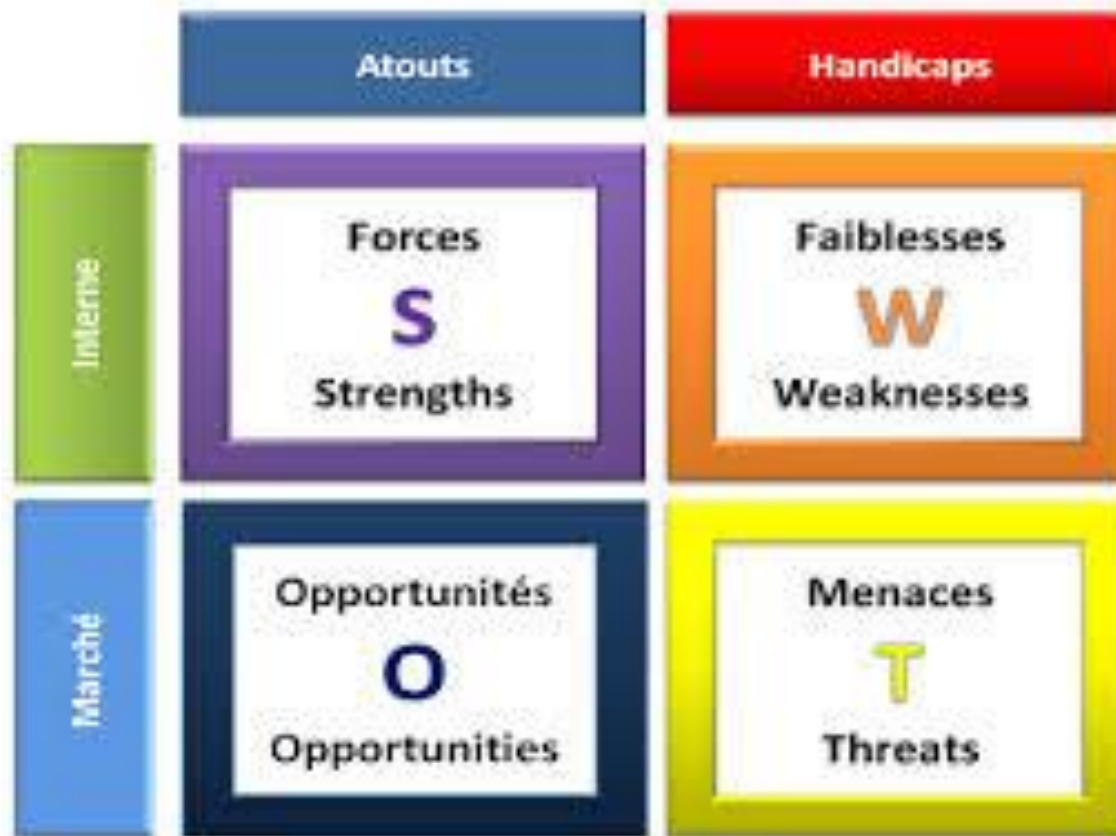 Atouts
Handicaps
Interne
Forces
S
Strengths
Faiblesses
W
Weaknesses
Marché
Opportunités
O
Opportunities
Menaces
T
Threats